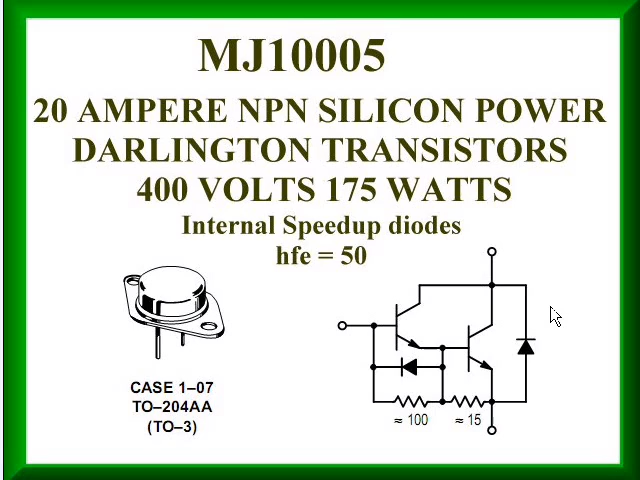 MJ10005
20 AMPERE NPN SILICON POWER
DARLINGTON TRANSISTORS
400 VOLTS 175 WATTS
Internal Speedup diodes
hfe = 50
CASE 1–07
TO–204AA
(TO–3)
≈ 100 ≈ 15